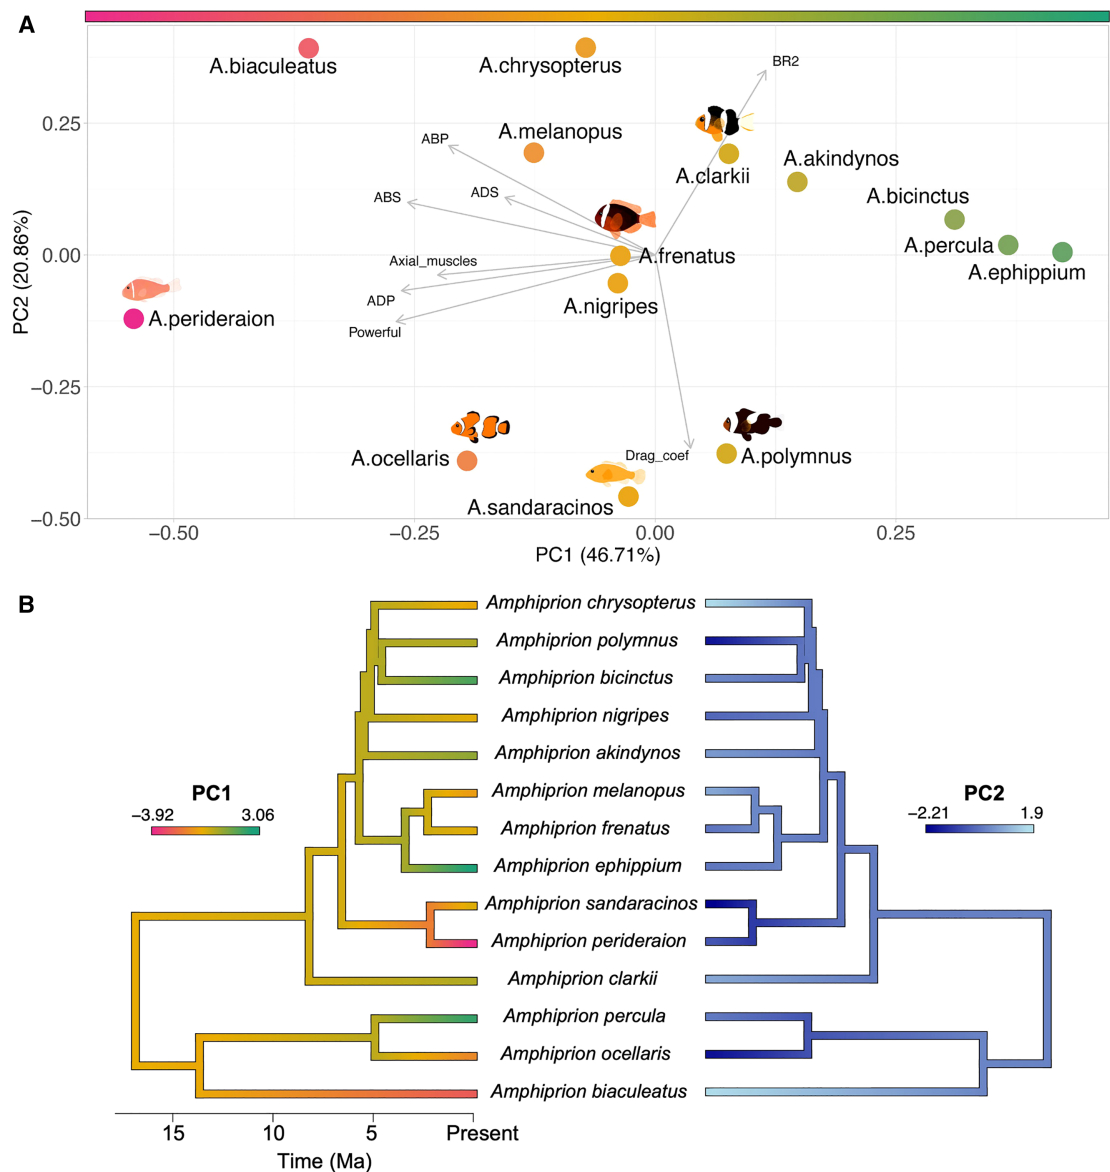 A
A.biaculeatus
A.chrysopterus
BR2
0.25
ABP
A.melanopus
A.clarkii
A.akindynos
ABS
ADS
A.bicinctus
PC2 (20.86%)
0.00
A.frenatus
A.percula
Axial_muscles
A.ephippium
ADP
A.nigripes
A.perideraion
Powerful
−0.25
A.ocellaris
Drag_coef
A.polymnus
A.sandaracinos
−0.50
−0.50
−0.25
0.00
0.25
PC1 (46.71%)
B
Amphiprion chrysopterus
Amphiprion polymnus
Amphiprion bicinctus
Amphiprion nigripes
Amphiprion akindynos
Amphiprion melanopus
Amphiprion frenatus
Amphiprion ephippium
Amphiprion sandaracinos
Amphiprion perideraion
Amphiprion clarkii
Amphiprion percula
Amphiprion ocellaris
Amphiprion biaculeatus
PC1
−3.92 3.06
PC2
−2.21 1.9
15 10 5 Present
Time (Ma)